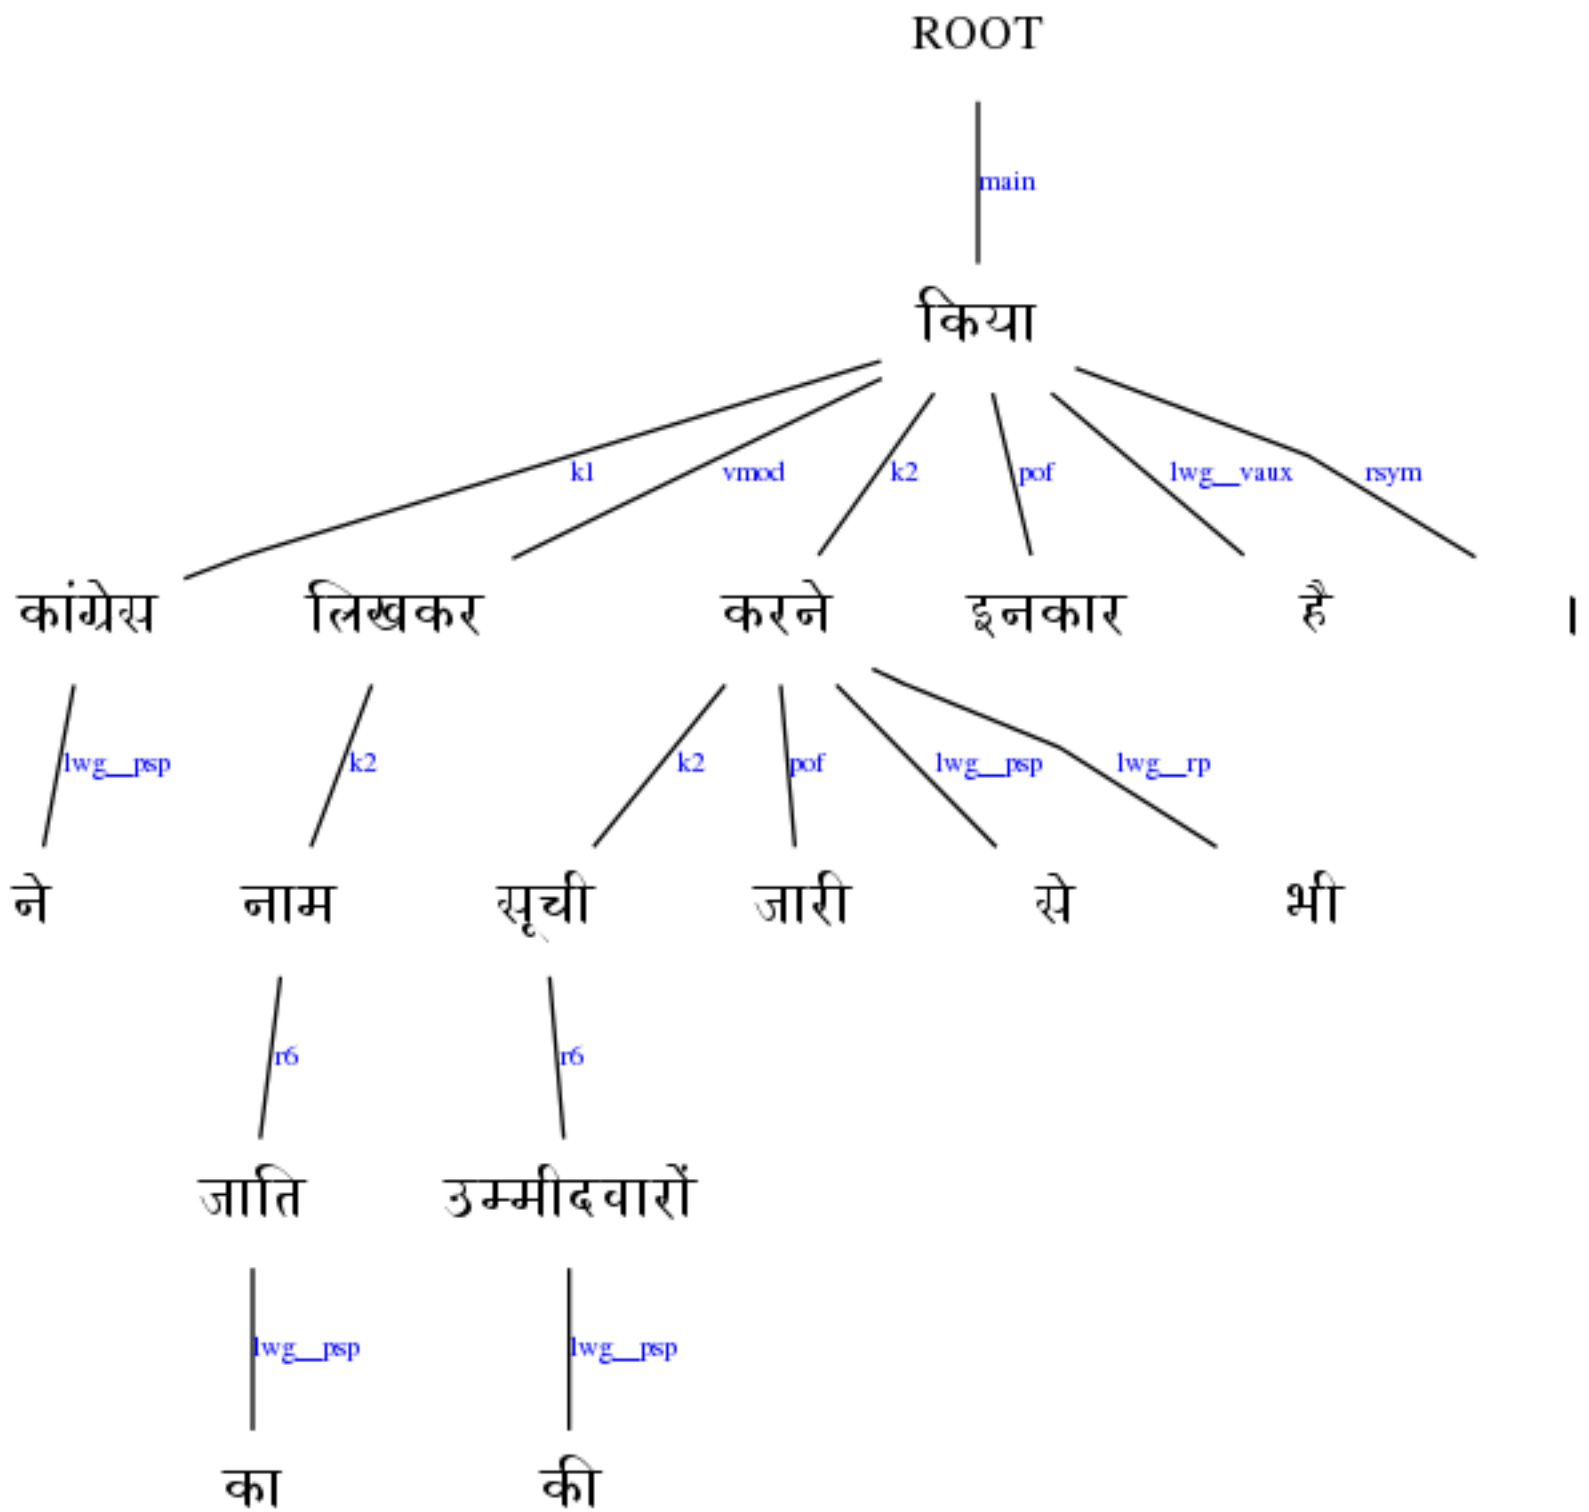 ROOT
main
किया
k1 vmod k2 pof lwg__vaux rsym
कांग्रेस लिखकर करने इनकार है ।
lwg__psp k2 k2 pof lwg__psp lwg__rp
ने नाम सूची जारी से भी
r6 r6
जाति उम्मीदवारों
lwg__psp lwg__psp
का की